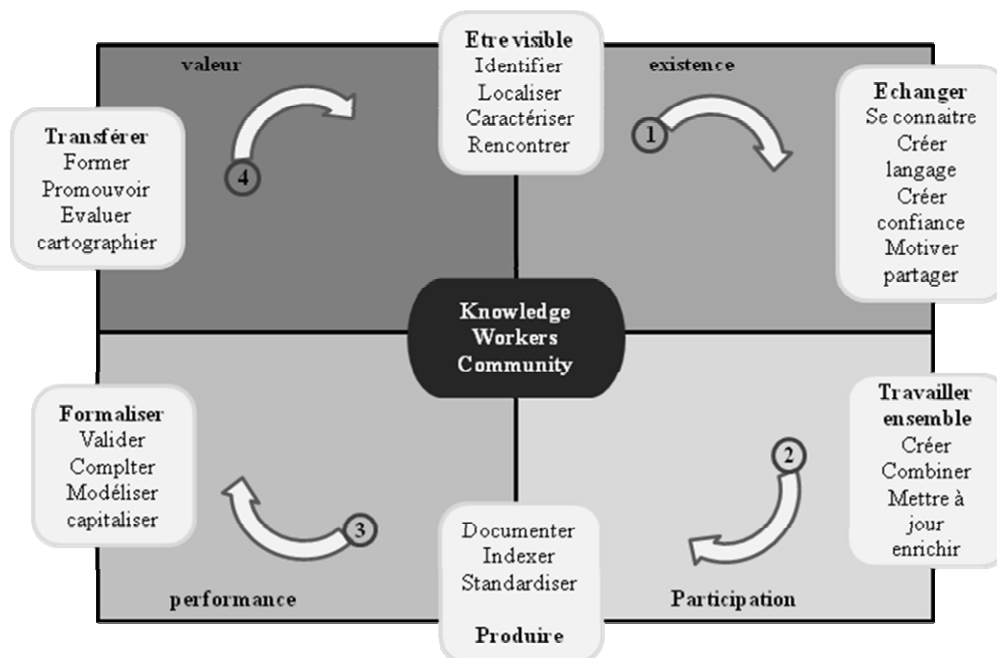 valeur
Etre visible
Identifier
Localiser
Caractériser
Rencontrer
existence
1
Echanger
Se connaitre
Créer
langage
Créer
confiance
Motiver
partager
Transférer
Former
Promouvoir
Evaluer
cartographier
4
Knowledge
Workers
Community
Formaliser
Valider
Complter
Modéliser
capitaliser
3
performance
Documenter
Indexer
Standardiser
Produire
2
Participation
Travailler
ensemble
Créer
Combiner
Mettre à
jour
enrichir